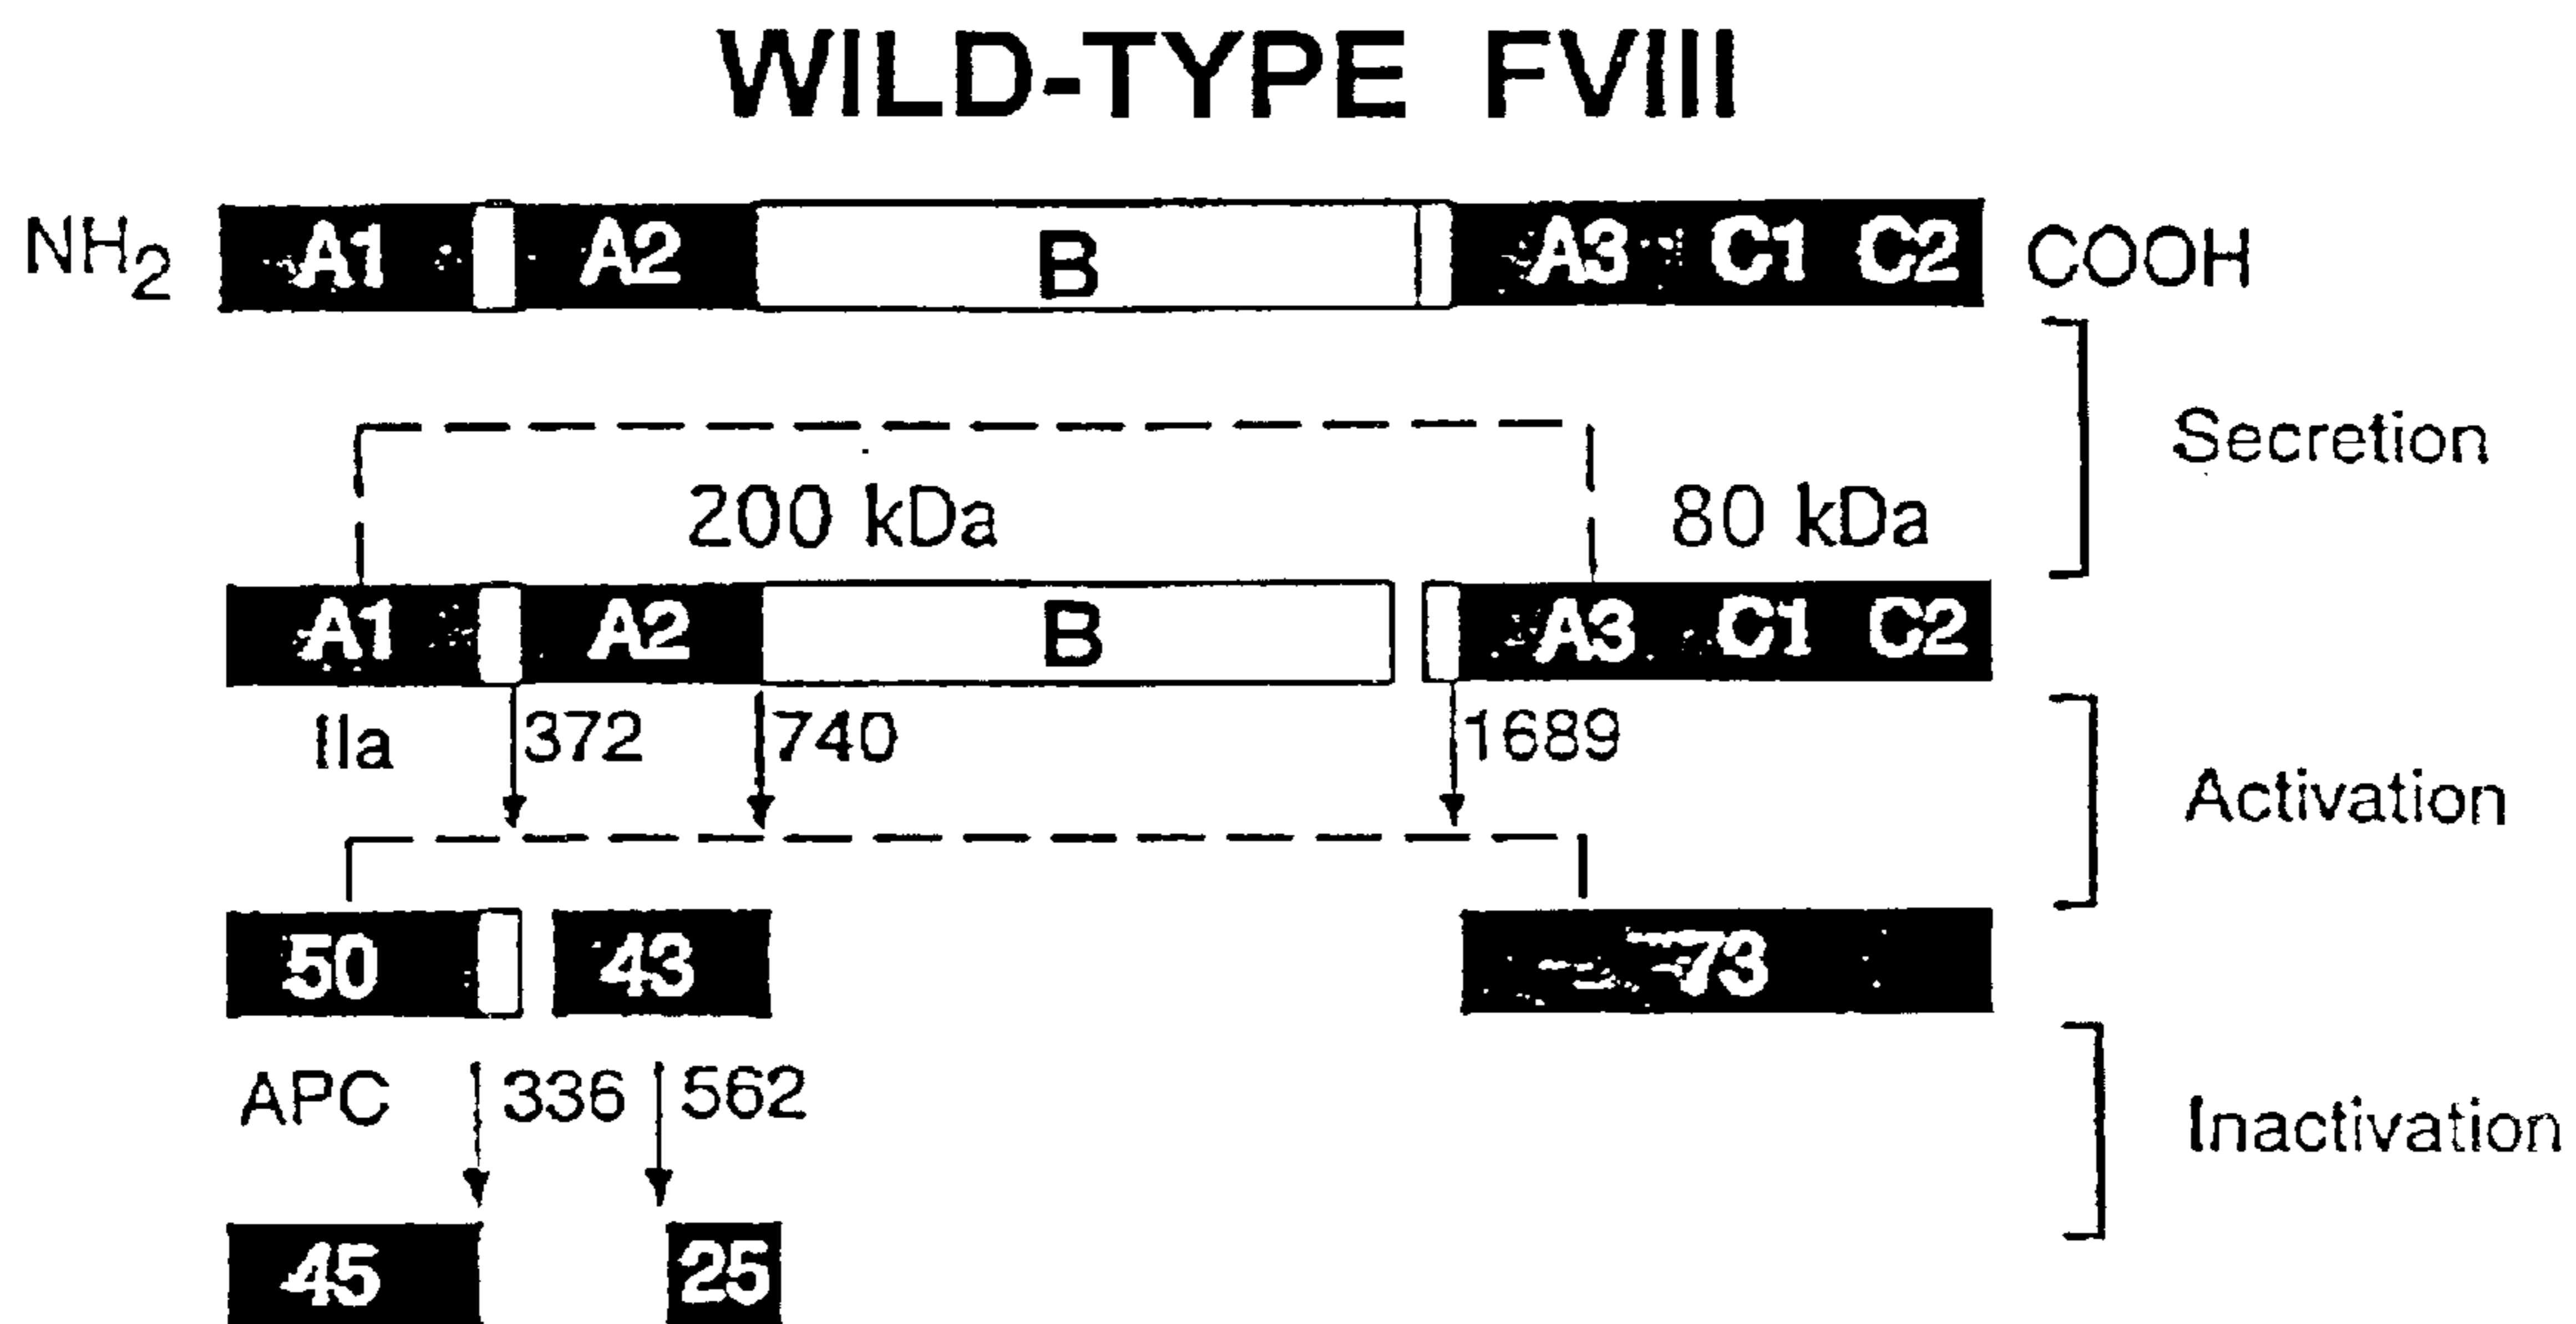 WILD-TYPE FVIII
NH2 A1 A2 B A3 C1 C2 COOH
Secretion
200 kDa 80 kDa
A1 A2 B A3 C1 C2
IIa 372 740 1689
Activation
50 43 73
APC 336 562
Inactivation
45 25